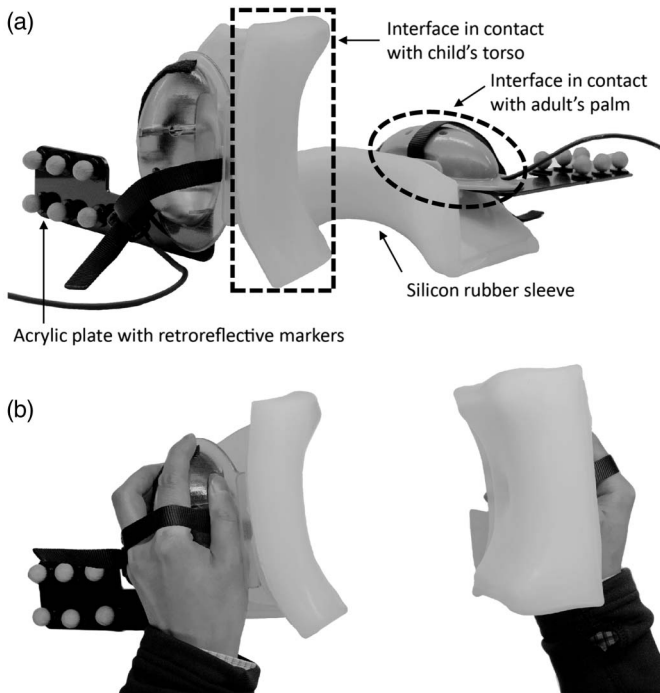 (a)
Interface in contact
with child's torso
Interface in contact
with adult's palm
Silicon rubber sleeve
Acrylic plate with retroreflective markers
(b)